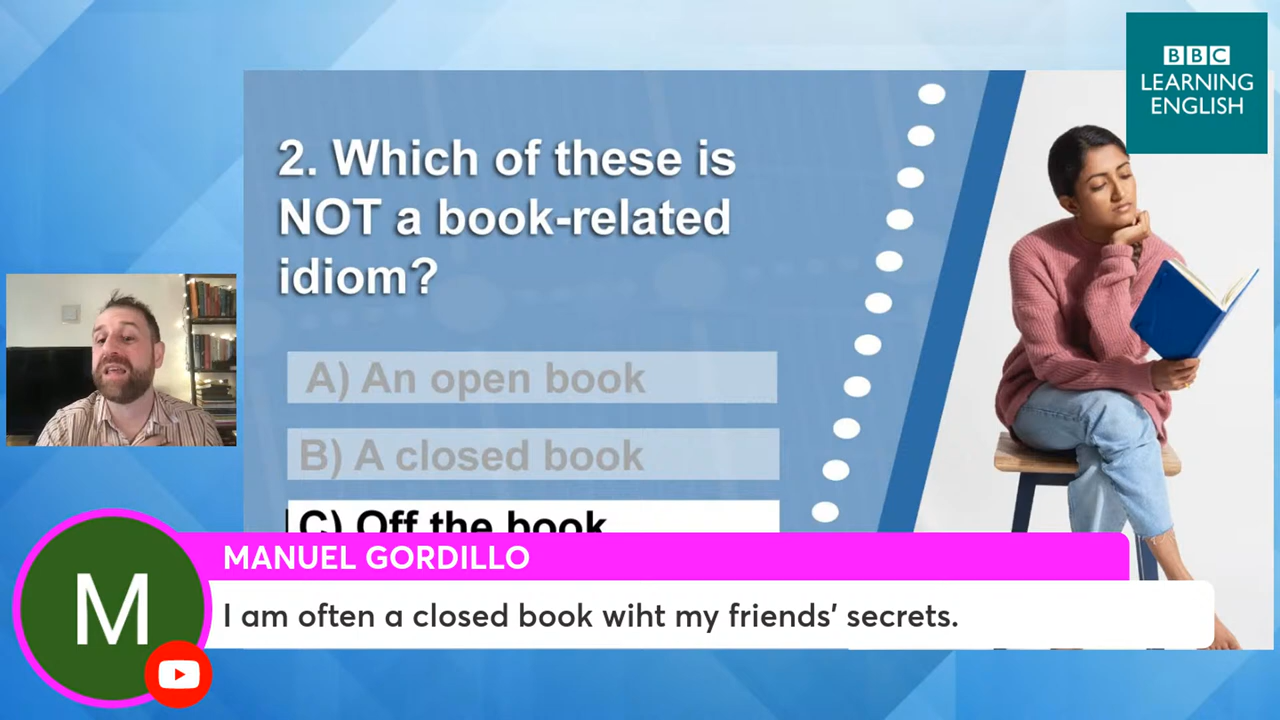 BBC
LEARNING
ENGLISH
2. Which of these is
NOT a book-related
idiom?
A) An open book
B) A closed book
C) Off the book
MANUEL GORDILLO
M
I am often a closed book wiht my friends' secrets.